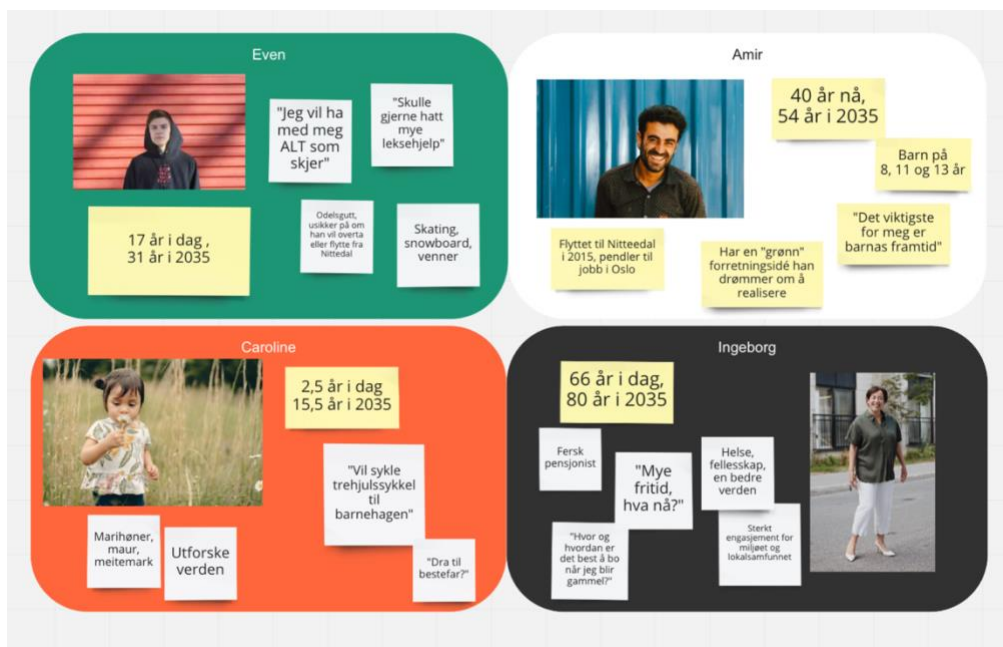 Even
"Jeg vil ha
med meg
ALT som
skjer"
"Skulle
gjerne hatt
mye
leksehjelp"
17 år i dag ,
31 år i 2035
Odelsgutt,
usikker på om
han vil overta
eller flytte fra
Nittedal
Skating,
snowboard,
venner
Amir
40 år nå,
54 år i 2035
Barn på
8, 11 og 13 år
"Det viktigste
for meg er
barnas framtid"
Flyttet til Nitteedal
i 2015, pendler til
jobb i Oslo
Har en "grønn"
forretningsidé han
drømmer om å
realisere
Caroline
2,5 år i dag
15,5 år i 2035
"Vil sykle
trehjulssykkel
til
barnehagen"
Marihøner,
maur,
meitemark
Utforske
verden
"Dra til
bestefar?"
Ingeborg
66 år i dag,
80 år i 2035
Fersk
pensjonist
"Mye
fritid,
hva nå?"
Helse,
fellesskap,
en bedre
verden
"Hvor og
hvordan er
det best å bo
når jeg blir
gammel?"
Sterkt
engasjement for
miljøet og
lokalsamfunnet